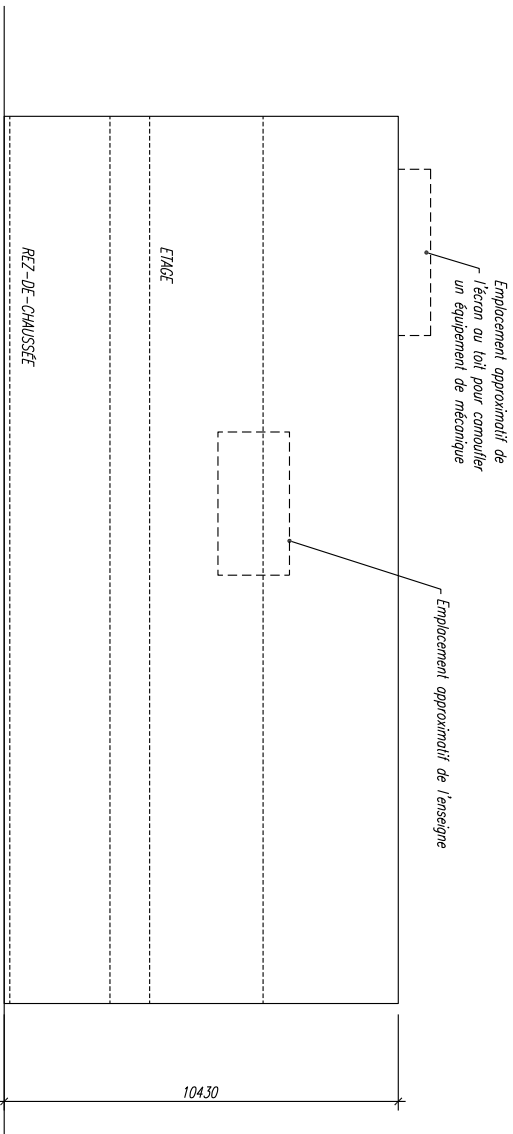 Emplacement approximatif de
l'écran au toit pour camoufler
un équipement de mécanique
Emplacement approximatif de l'enseigne
ETAGE
REZ-DE-CHAUSSÉE
10430